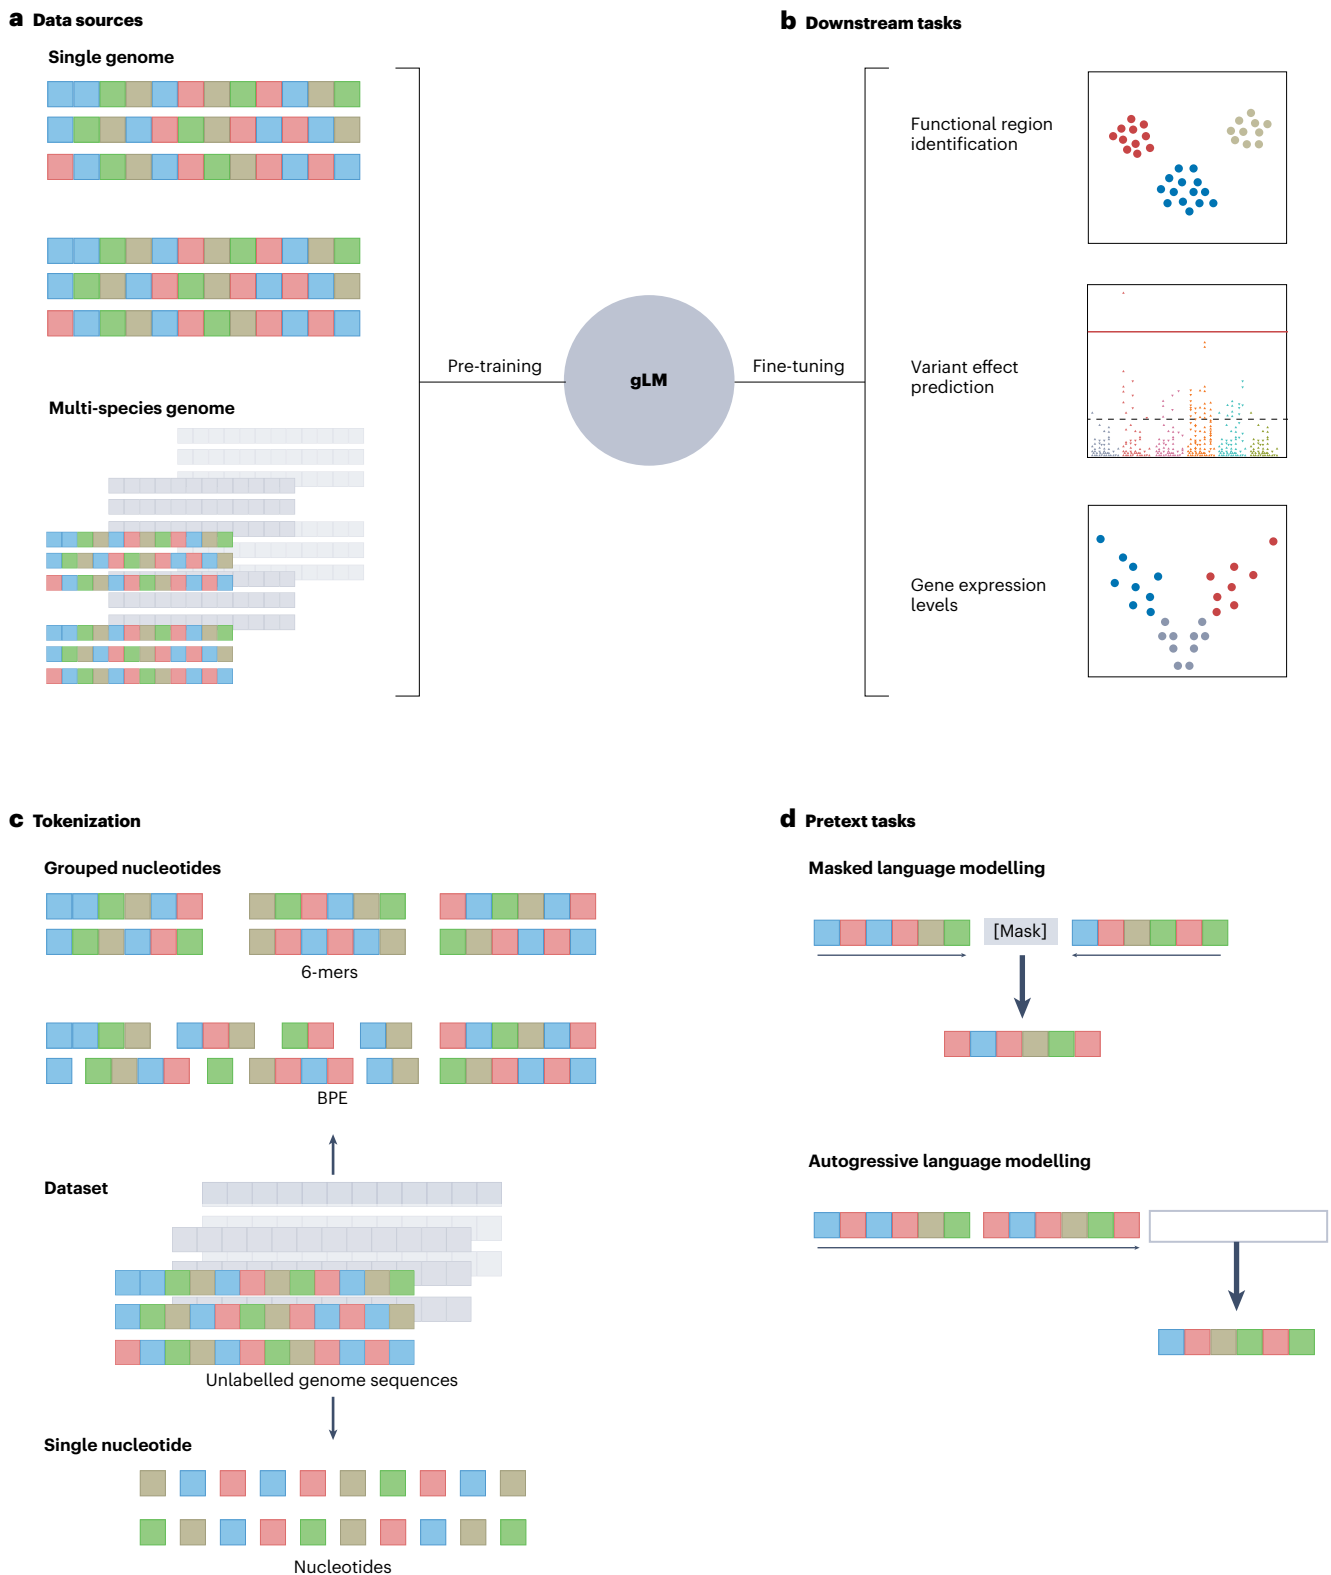 a Data sources
Single genome
Multi-species genome
Pre-training
gLM
Fine-tuning
b Downstream tasks
Functional region
identification
Variant effect
prediction
Gene expression
levels
c Tokenization
Grouped nucleotides
6-mers
BPE
Dataset
Unlabelled genome sequences
Single nucleotide
Nucleotides
d Pretext tasks
Masked language modelling
[Mask]
Autogressive language modelling